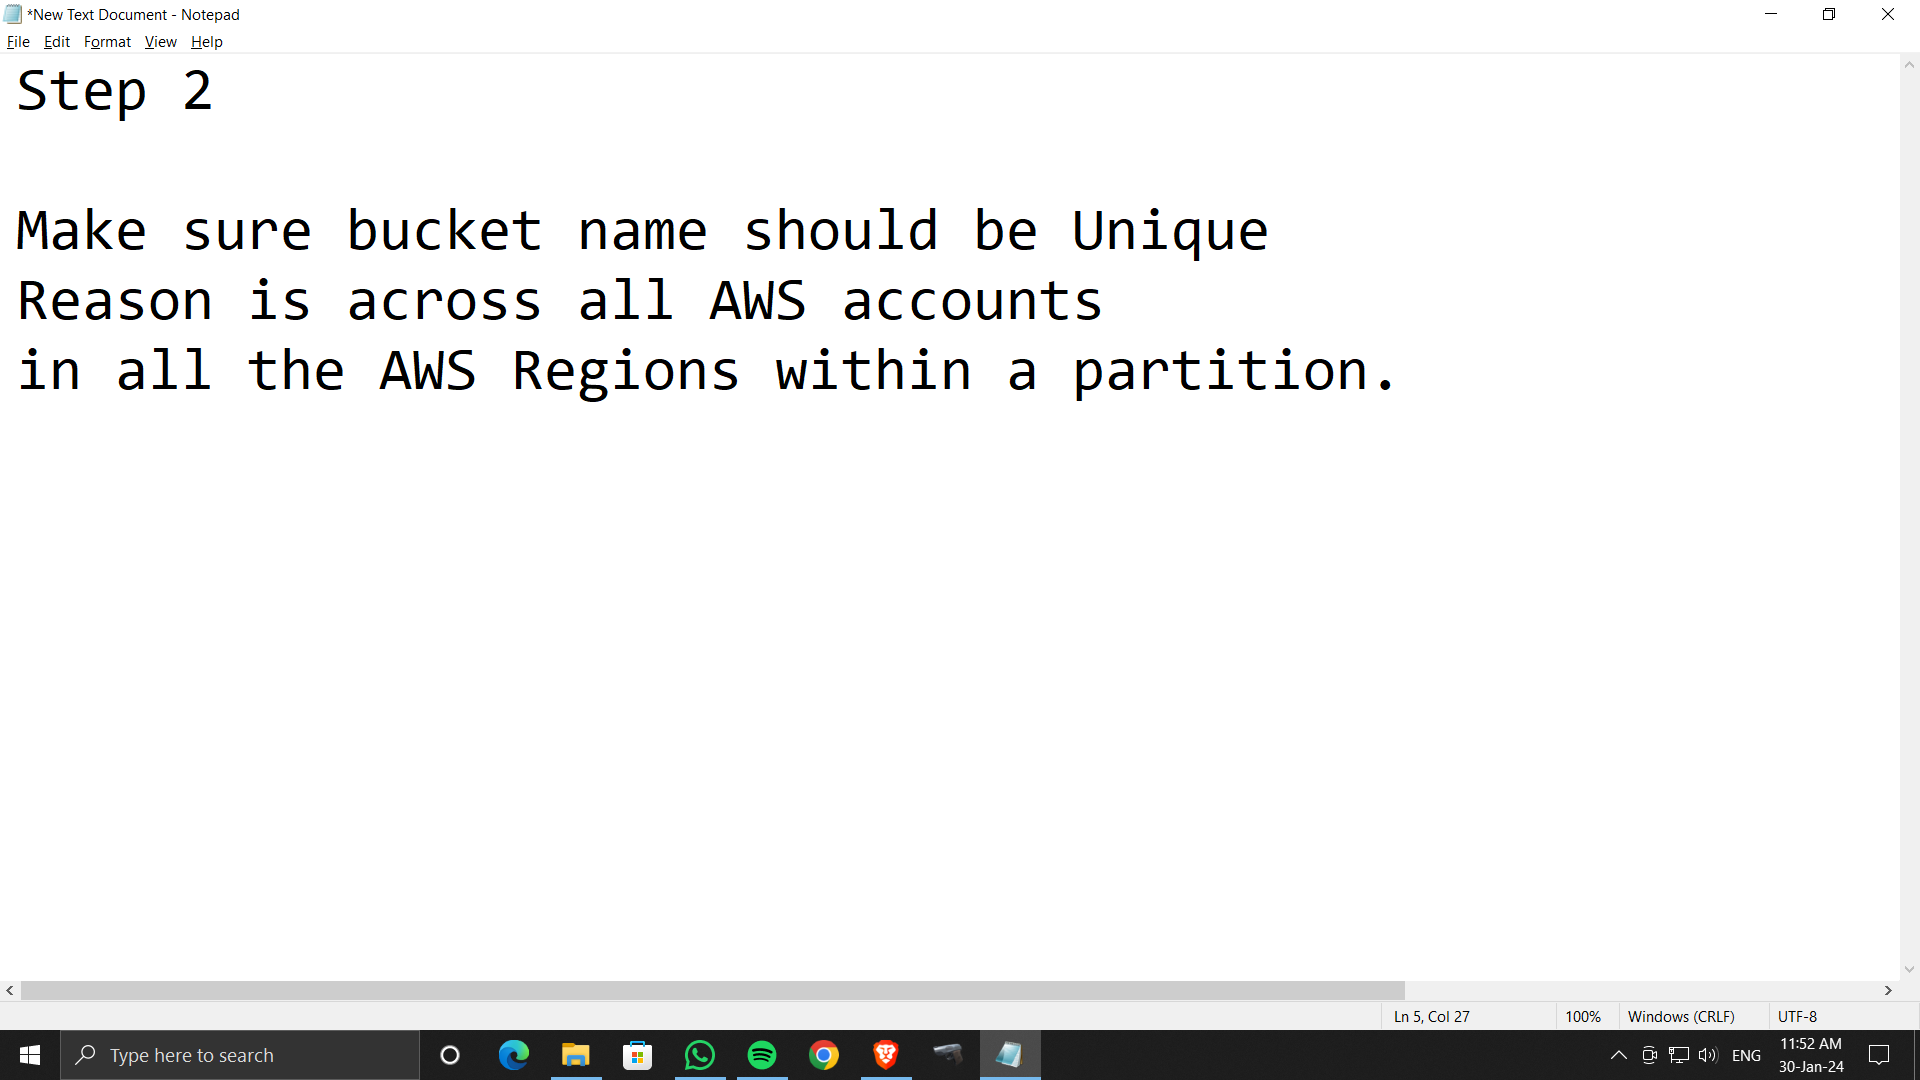 *New Text Document - Notepad
File Edit Format View Help
Step 2
Make sure bucket name should be Unique
Reason is across all AWS accounts
in all the AWS Regions within a partition.
Ln 5, Col 27 100% Windows (CRLF) UTF-8
Type here to search
ENG
11:52 AM
30-Jan-24